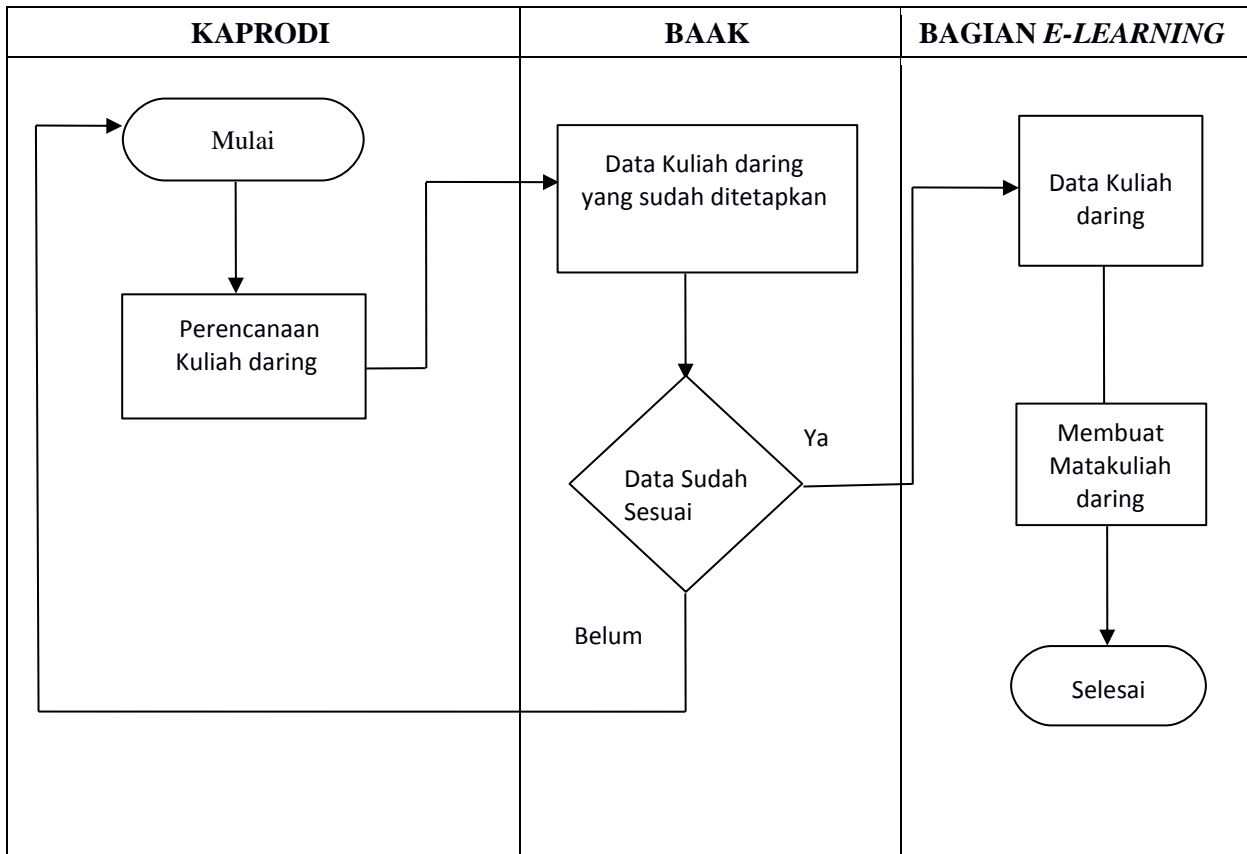 KAPRODI
BAAK
BAGIAN E-LEARNING
Mulai
Perencanaan
Kuliah daring
Data Kuliah daring
yang sudah ditetapkan
Data Sudah
Sesuai
Ya
Belum
Data Kuliah
daring
Membuat
Matakuliah
daring
Selesai